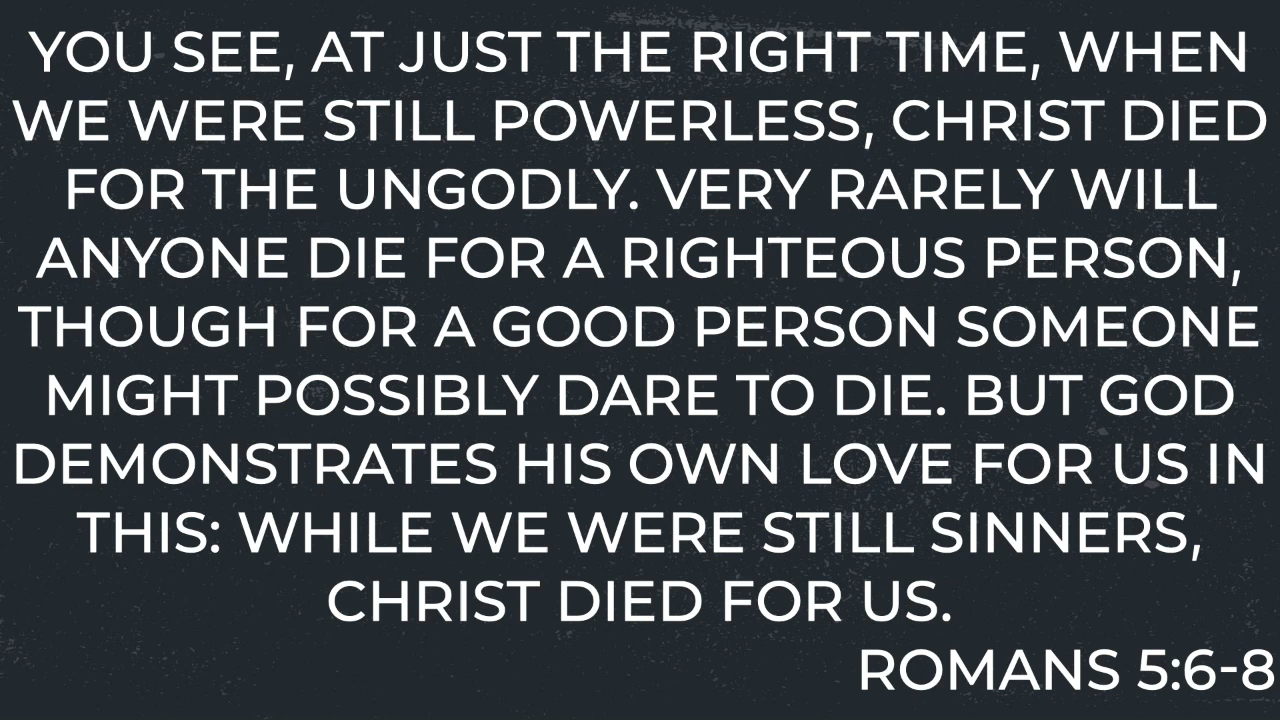 YOU SEE, AT JUST THE RIGHT TIME, WHEN
WE WERE STILL POWERLESS, CHRIST DIED
FOR THE UNGODLY. VERY RARELY WILL
ANYONE DIE FOR A RIGHTEOUS PERSON,
THOUGH FOR A GOOD PERSON SOMEONE
MIGHT POSSIBLY DARE TO DIE. BUT GOD
DEMONSTRATES HIS OWN LOVE FOR US IN
THIS: WHILE WE WERE STILL SINNERS,
CHRIST DIED FOR US.
ROMANS 5:6-8